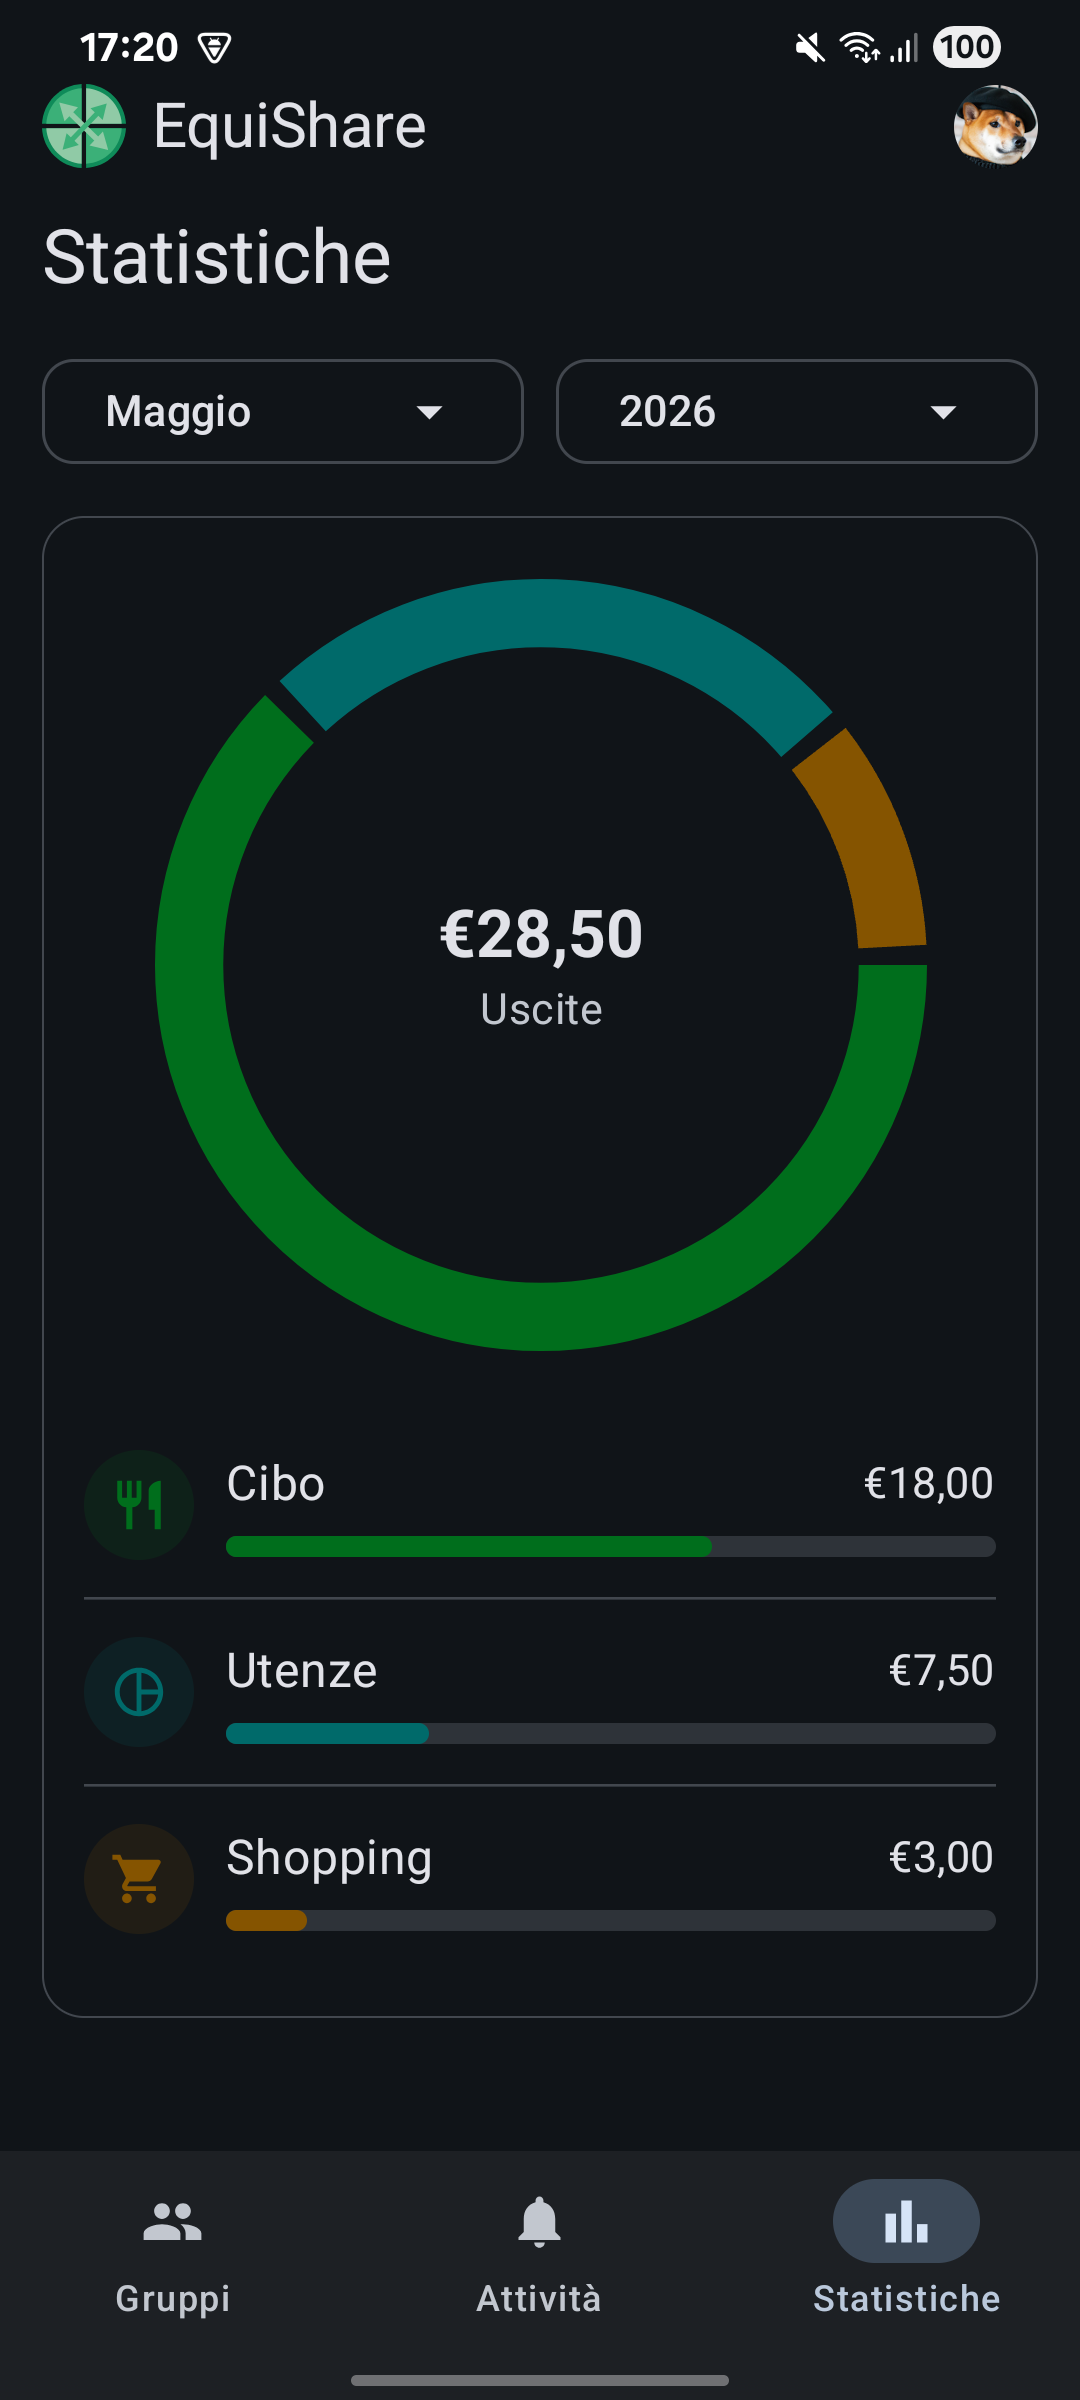 17:20
100
EquiShare
Statistiche
Maggio
2026
€28,50
Uscite
Cibo
€18,00
Utenze
€7,50
Shopping
€3,00
Gruppi
Attività
Statistiche